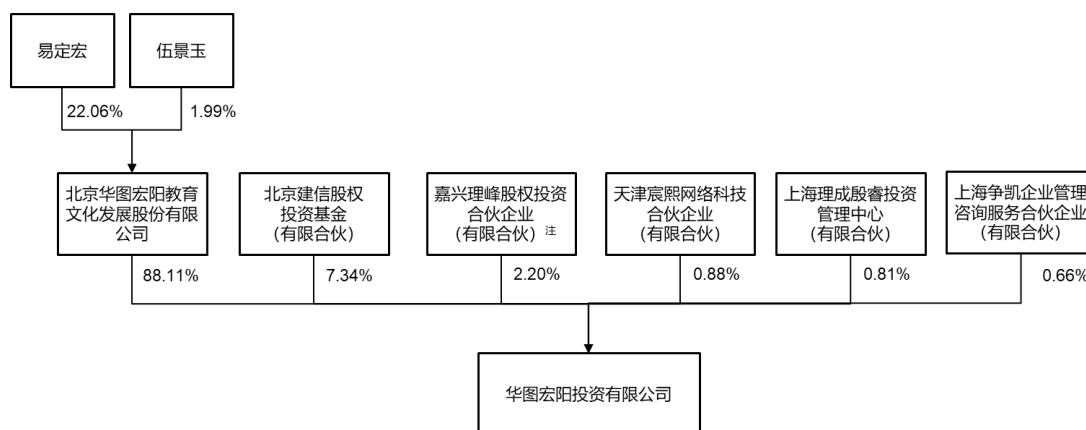 易定宏
伍景玉
22.06%
1.99%
北京华图宏阳教育
文化发展股份有限
公司
北京建信股权
投资基金
（有限合伙）
嘉兴理峰股权投资
合伙企业
（有限合伙）注
天津宸熙网络科技
合伙企业
（有限合伙）
上海理成殷睿投资
管理中心
（有限合伙）
上海争凯企业管理
咨询服务合伙企业
（有限合伙）
88.11%
7.34%
2.20%
0.88%
0.81%
0.66%
华图宏阳投资有限公司